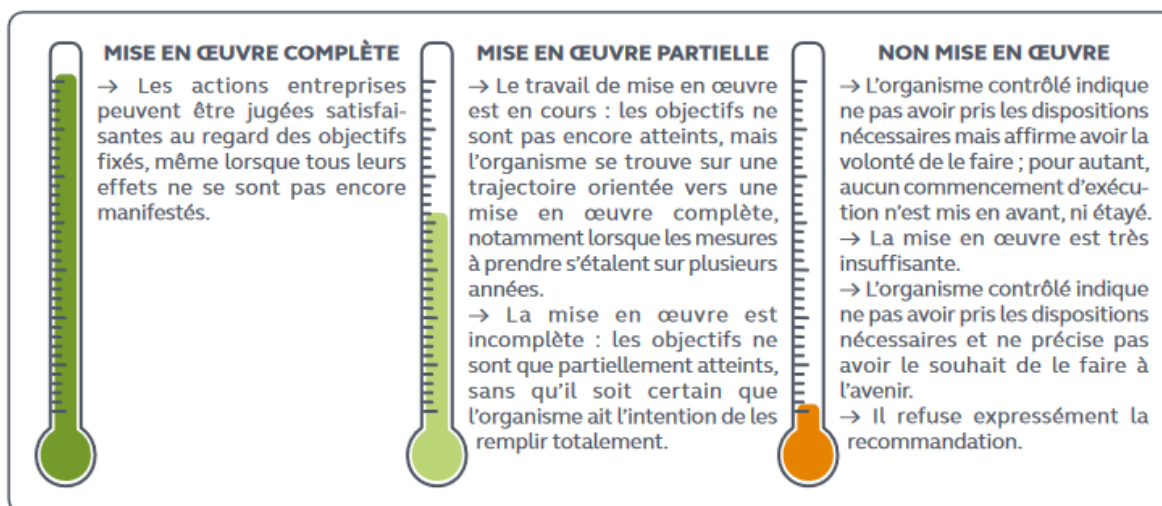 MISE EN ŒUVRE COMPLÈTE
→ Les actions entreprises
peuvent être jugées satisfai-
santes au regard des objectifs
fixés, même lorsque tous leurs
effets ne se sont pas encore
manifestés.
MISE EN ŒUVRE PARTIELLE
→ Le travail de mise en œuvre
est en cours : les objectifs ne
sont pas encore atteints, mais
l’organisme se trouve sur une
trajectoire orientée vers une
mise en œuvre complète,
notamment lorsque les mesures
à prendre s’étalent sur plusieurs
années.
→ La mise en œuvre est
incomplète : les objectifs ne
sont que partiellement atteints,
sans qu’il soit certain que
l’organisme ait l’intention de les
remplir totalement.
NON MISE EN ŒUVRE
→ L’organisme contrôlé indique
ne pas avoir pris les dispositions
nécessaires mais affirme avoir la
volonté de le faire ; pour autant,
aucun commencement d’exécu-
tion n’est mis en avant, ni étayé.
→ La mise en œuvre est très
insuffisante.
→ L’organisme contrôlé indique
ne pas avoir pris les dispositions
nécessaires et ne précise pas
avoir le souhait de le faire à
l’avenir.
→ Il refuse expressément la
recommandation.